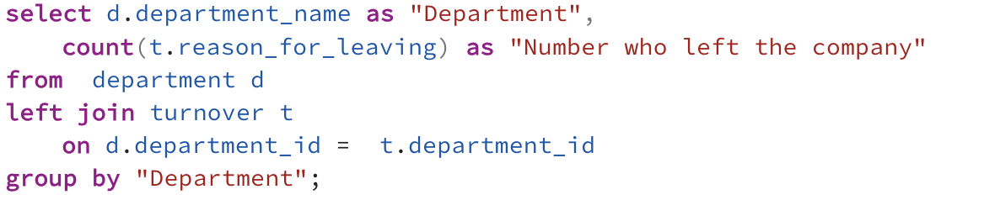 select d.department_name as "Department",
    count(t.reason_for_leaving) as "Number who left the company"
from  department d
left join turnover t
    on d.department_id =  t.department_id
group by "Department";